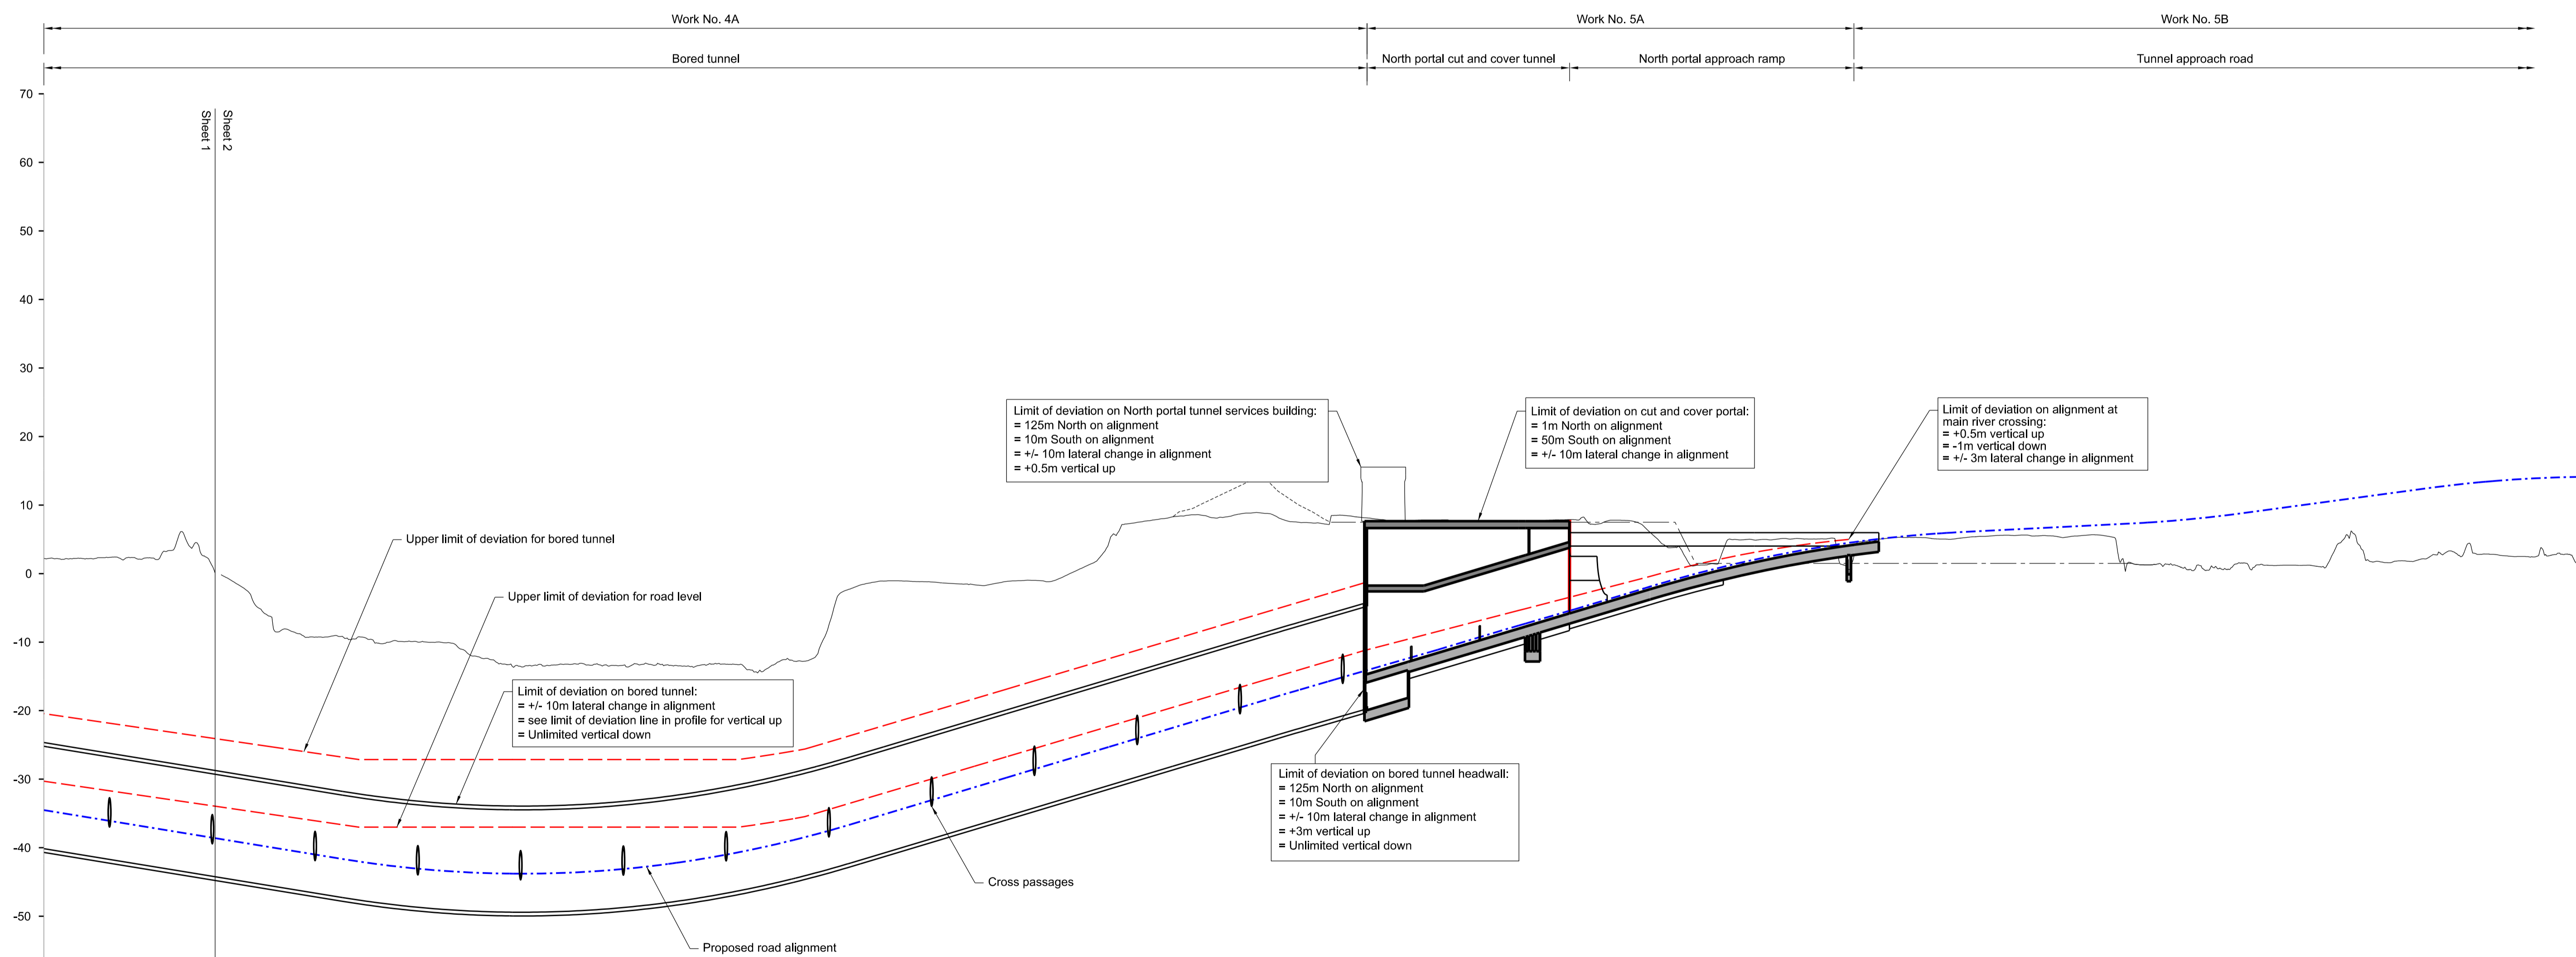 Work No. 4A
Work No. 5A
Work No. 5B
Bored tunnel
North portal cut and cover tunnel
North portal approach ramp
Tunnel approach road
70
60
50
40
30
20
10
0
-10
-20
-30
-40
-50
Sheet 1
Sheet 2
Limit of deviation on North portal tunnel services building:
= 125m North on alignment
= 10m South on alignment
= +/- 10m lateral change in alignment
= +0.5m vertical up
Limit of deviation on cut and cover portal:
= 1m North on alignment
= 50m South on alignment
= +/- 10m lateral change in alignment
Limit of deviation on alignment at
main river crossing:
= +0.5m vertical up
= -1m vertical down
= +/- 3m lateral change in alignment
Upper limit of deviation for bored tunnel
Upper limit of deviation for road level
Limit of deviation on bored tunnel:
= +/- 10m lateral change in alignment
= see limit of deviation line in profile for vertical up
= Unlimited vertical down
Limit of deviation on bored tunnel headwall:
= 125m North on alignment
= 10m South on alignment
= +/- 10m lateral change in alignment
= +3m vertical up
= Unlimited vertical down
Cross passages
Proposed road alignment